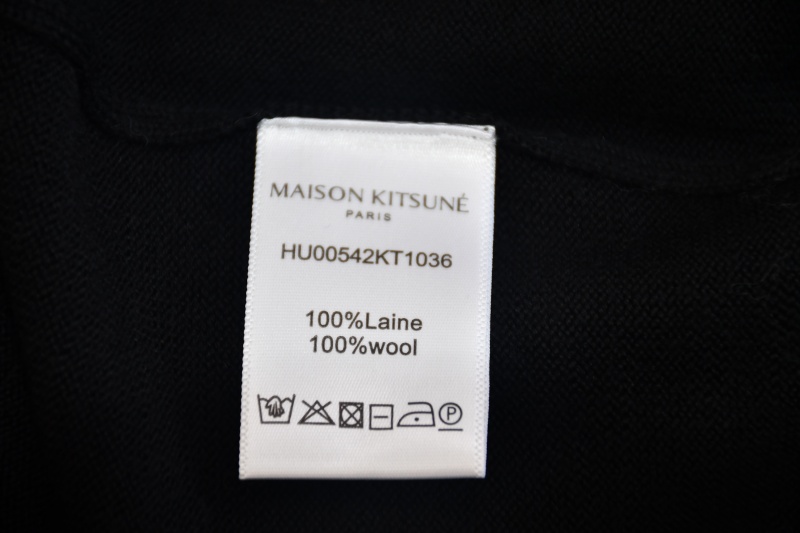 MAISON KITSUNÉ
PARIS
HU00542KT1036
100%Laine
100%wool
P